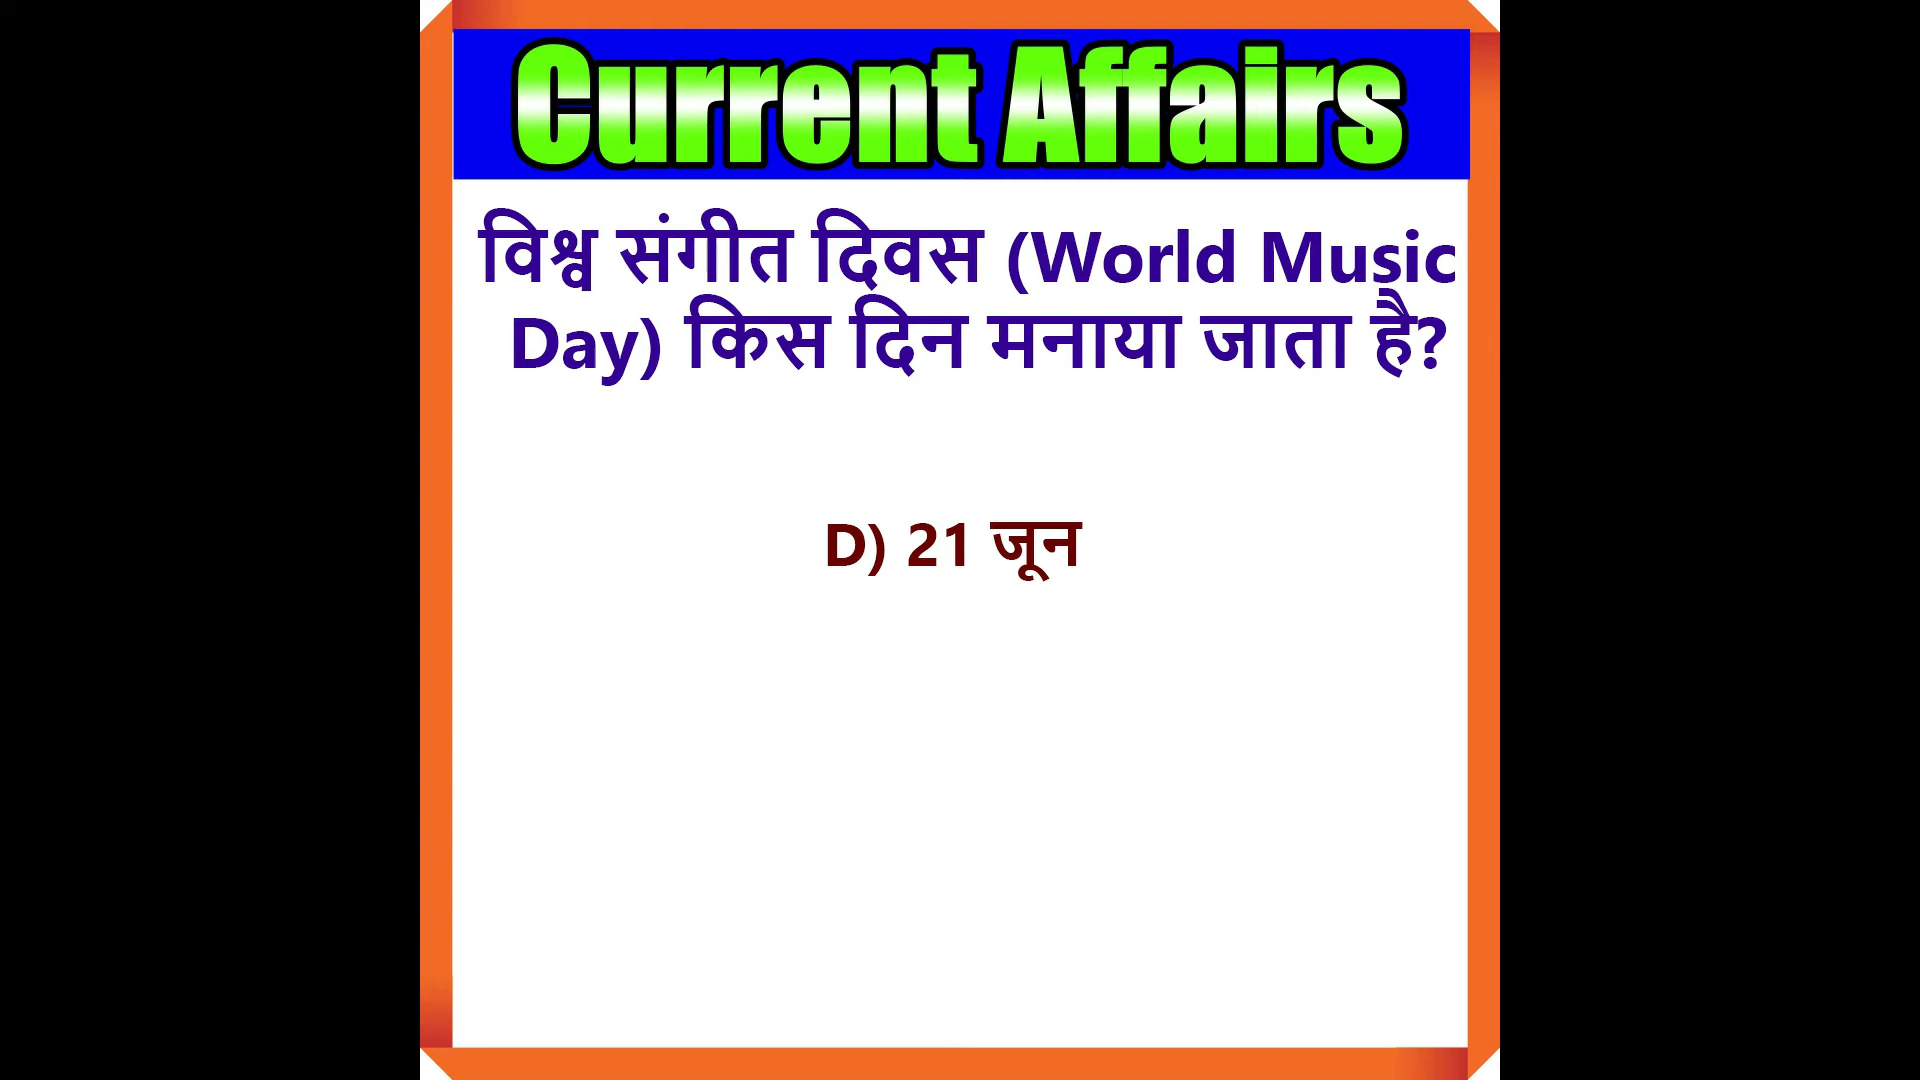 Current Affairs
विश्व संगीत दिवस (World Music
Day) किस दिन मनाया जाता है?
D) 21 जून